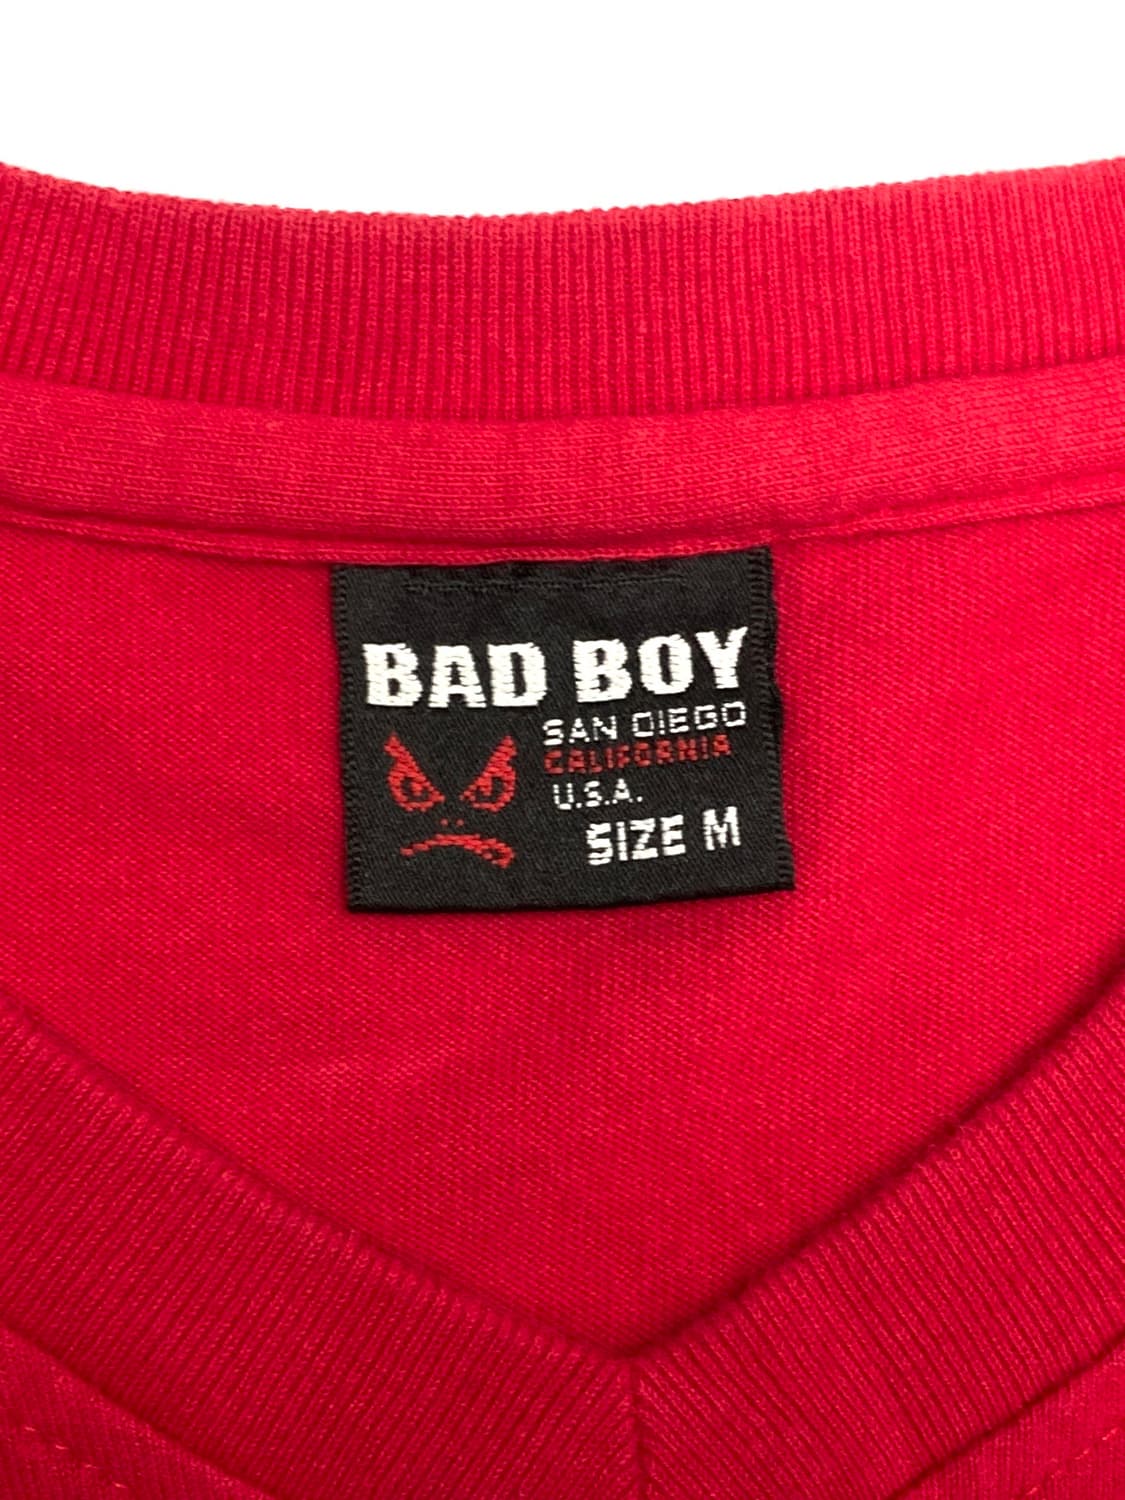 BAD BOY
SAN DIEGO
CALIFORNIA
U.S.A.
SIZE M